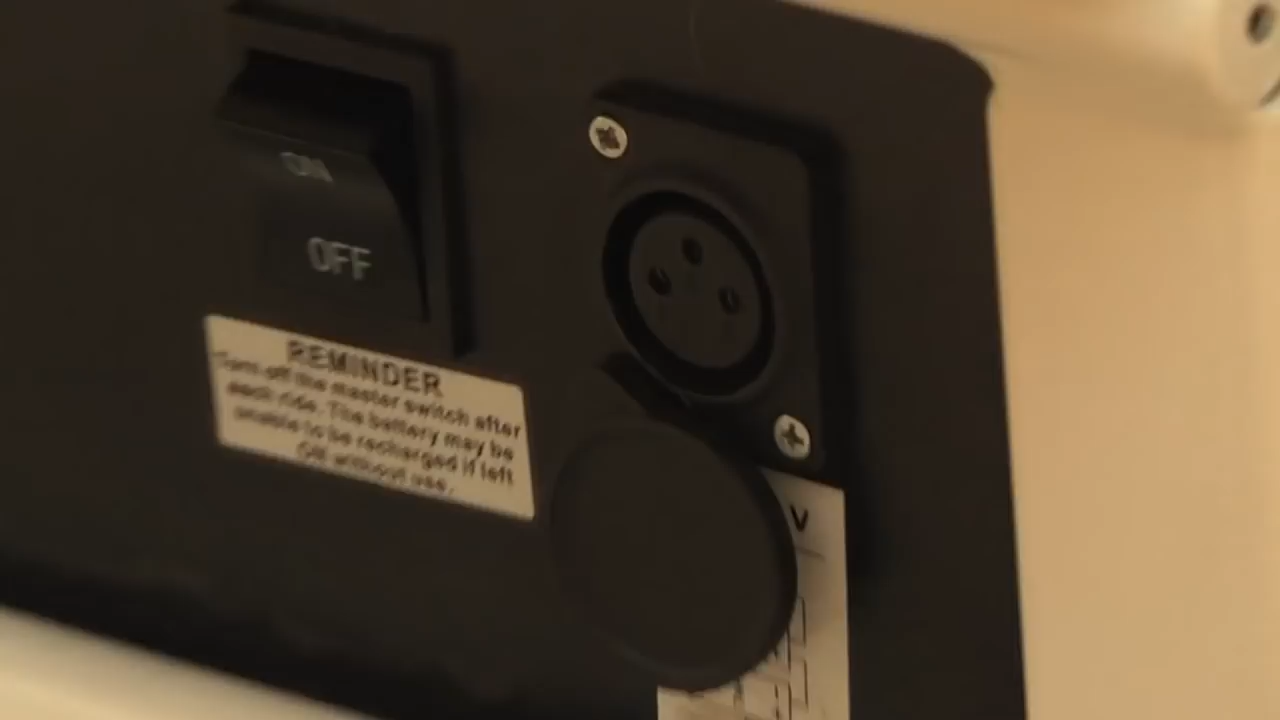 ON
OFF
REMINDER
Turn off the master switch after
each ride. The battery may be
unable to be recharged if left
ON without use.
V